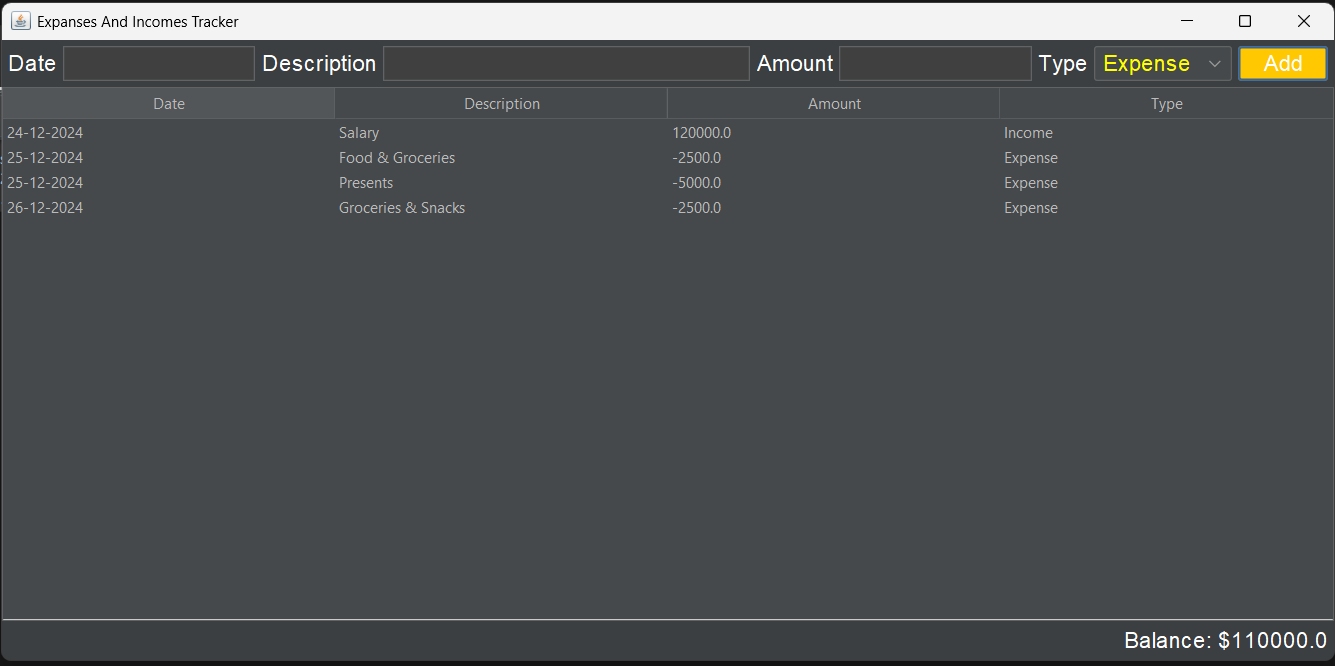 Expanses And Incomes Tracker
Date Description Amount Type Expense Add
Date Description Amount Type
24-12-2024 Salary 120000.0 Income
25-12-2024 Food & Groceries -2500.0 Expense
25-12-2024 Presents -5000.0 Expense
26-12-2024 Groceries & Snacks -2500.0 Expense
Balance: $110000.0